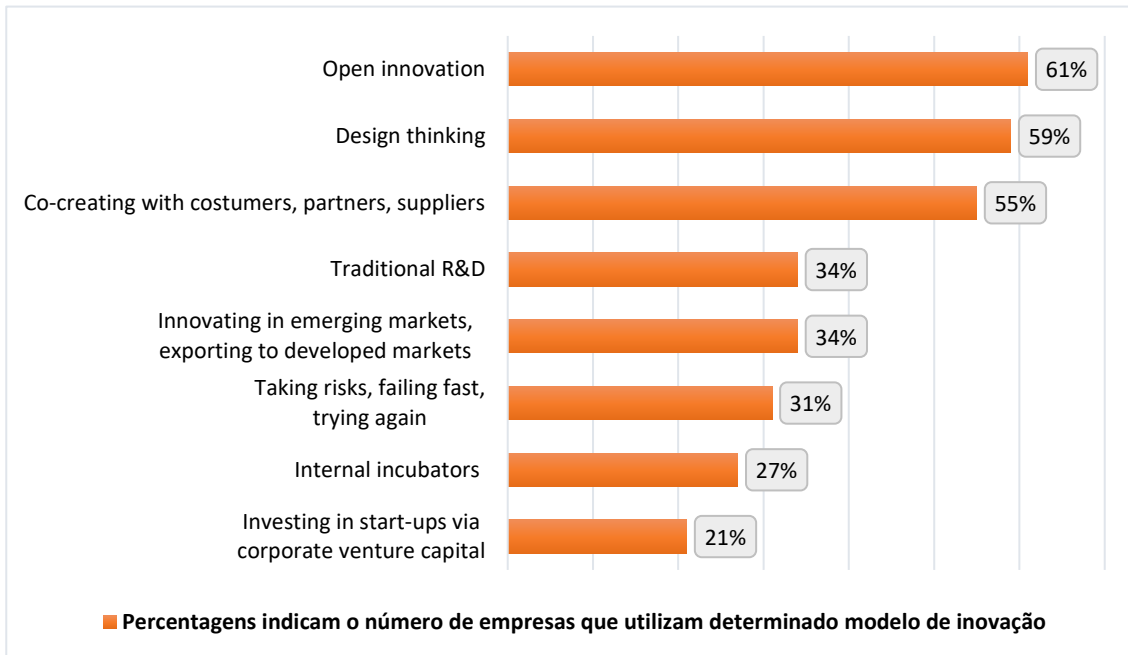 Open innovation
61%
Design thinking
59%
Co-creating with costumers, partners, suppliers
55%
Traditional R&D
34%
Innovating in emerging markets,
exporting to developed markets
34%
Taking risks, failing fast,
trying again
31%
Internal incubators
27%
Investing in start-ups via
corporate venture capital
21%
Percentagens indicam o número de empresas que utilizam determinado modelo de inovação